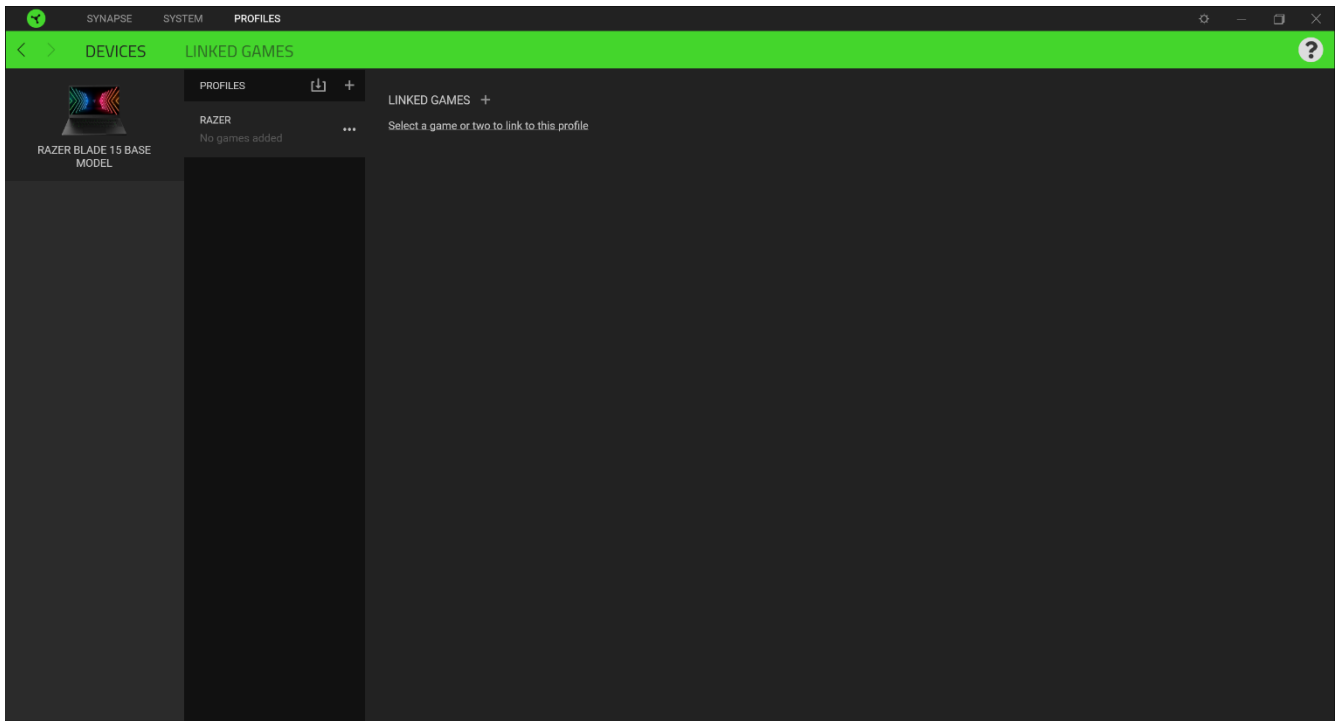 SYNAPSE SYSTEM PROFILES
DEVICES LINKED GAMES
?
RAZER BLADE 15 BASE
MODEL
PROFILES
RAZER
No games added
LINKED GAMES +
Select a game or two to link to this profile